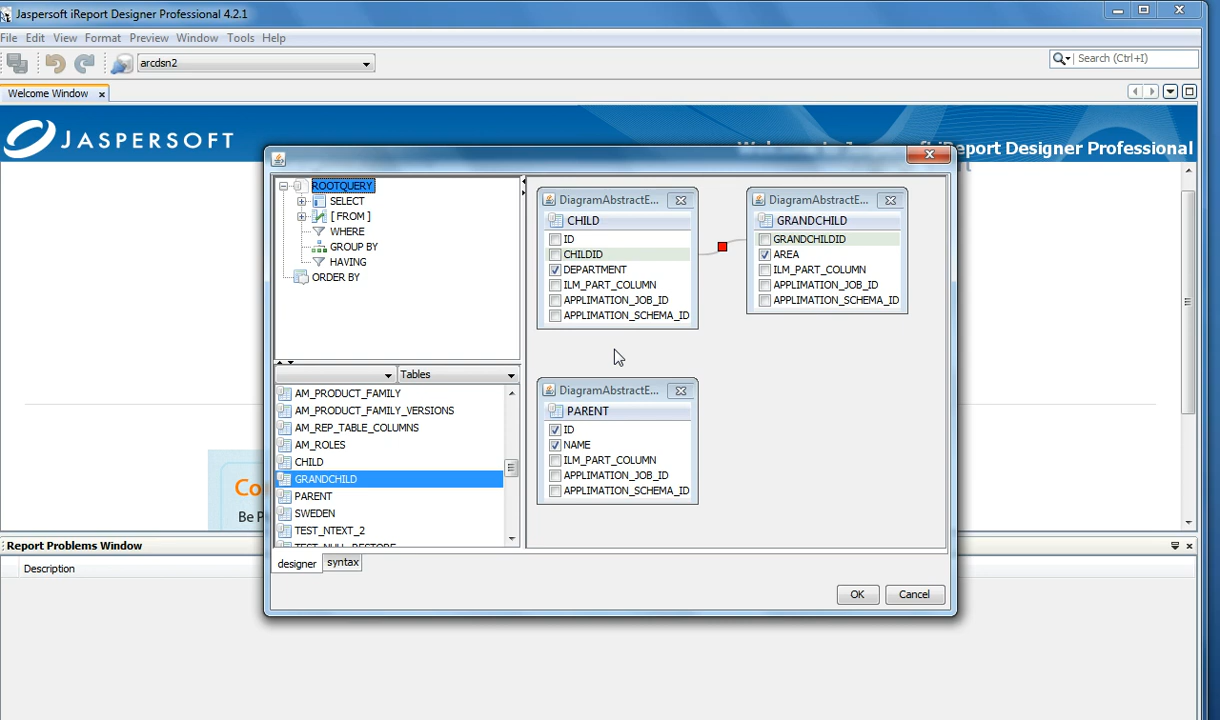 Jaspersoft iReport Designer Professional 4.2.1
File Edit View Format Preview Window Tools Help
arcdsn2
Search (Ctrl+I)
Welcome Window
JASPERSOFT
Report Designer Professional
ROOTQUERY
SELECT
[ FROM ]
WHERE
GROUP BY
HAVING
ORDER BY
Tables
AM_PRODUCT_FAMILY
AM_PRODUCT_FAMILY_VERSIONS
AM_REP_TABLE_COLUMNS
AM_ROLES
CHILD
GRANDCHILD
PARENT
SWEDEN
TEST_NTEXT_2
designer syntax
DiagramAbstractE...
CHILD
ID
CHILDID
DEPARTMENT
ILM_PART_COLUMN
APPLIMATION_JOB_ID
APPLIMATION_SCHEMA_ID
DiagramAbstractE...
GRANDCHILD
GRANDCHILDID
AREA
ILM_PART_COLUMN
APPLIMATION_JOB_ID
APPLIMATION_SCHEMA_ID
DiagramAbstractE...
PARENT
ID
NAME
ILM_PART_COLUMN
APPLIMATION_JOB_ID
APPLIMATION_SCHEMA_ID
OK Cancel
Co
Be P
Report Problems Window
Description